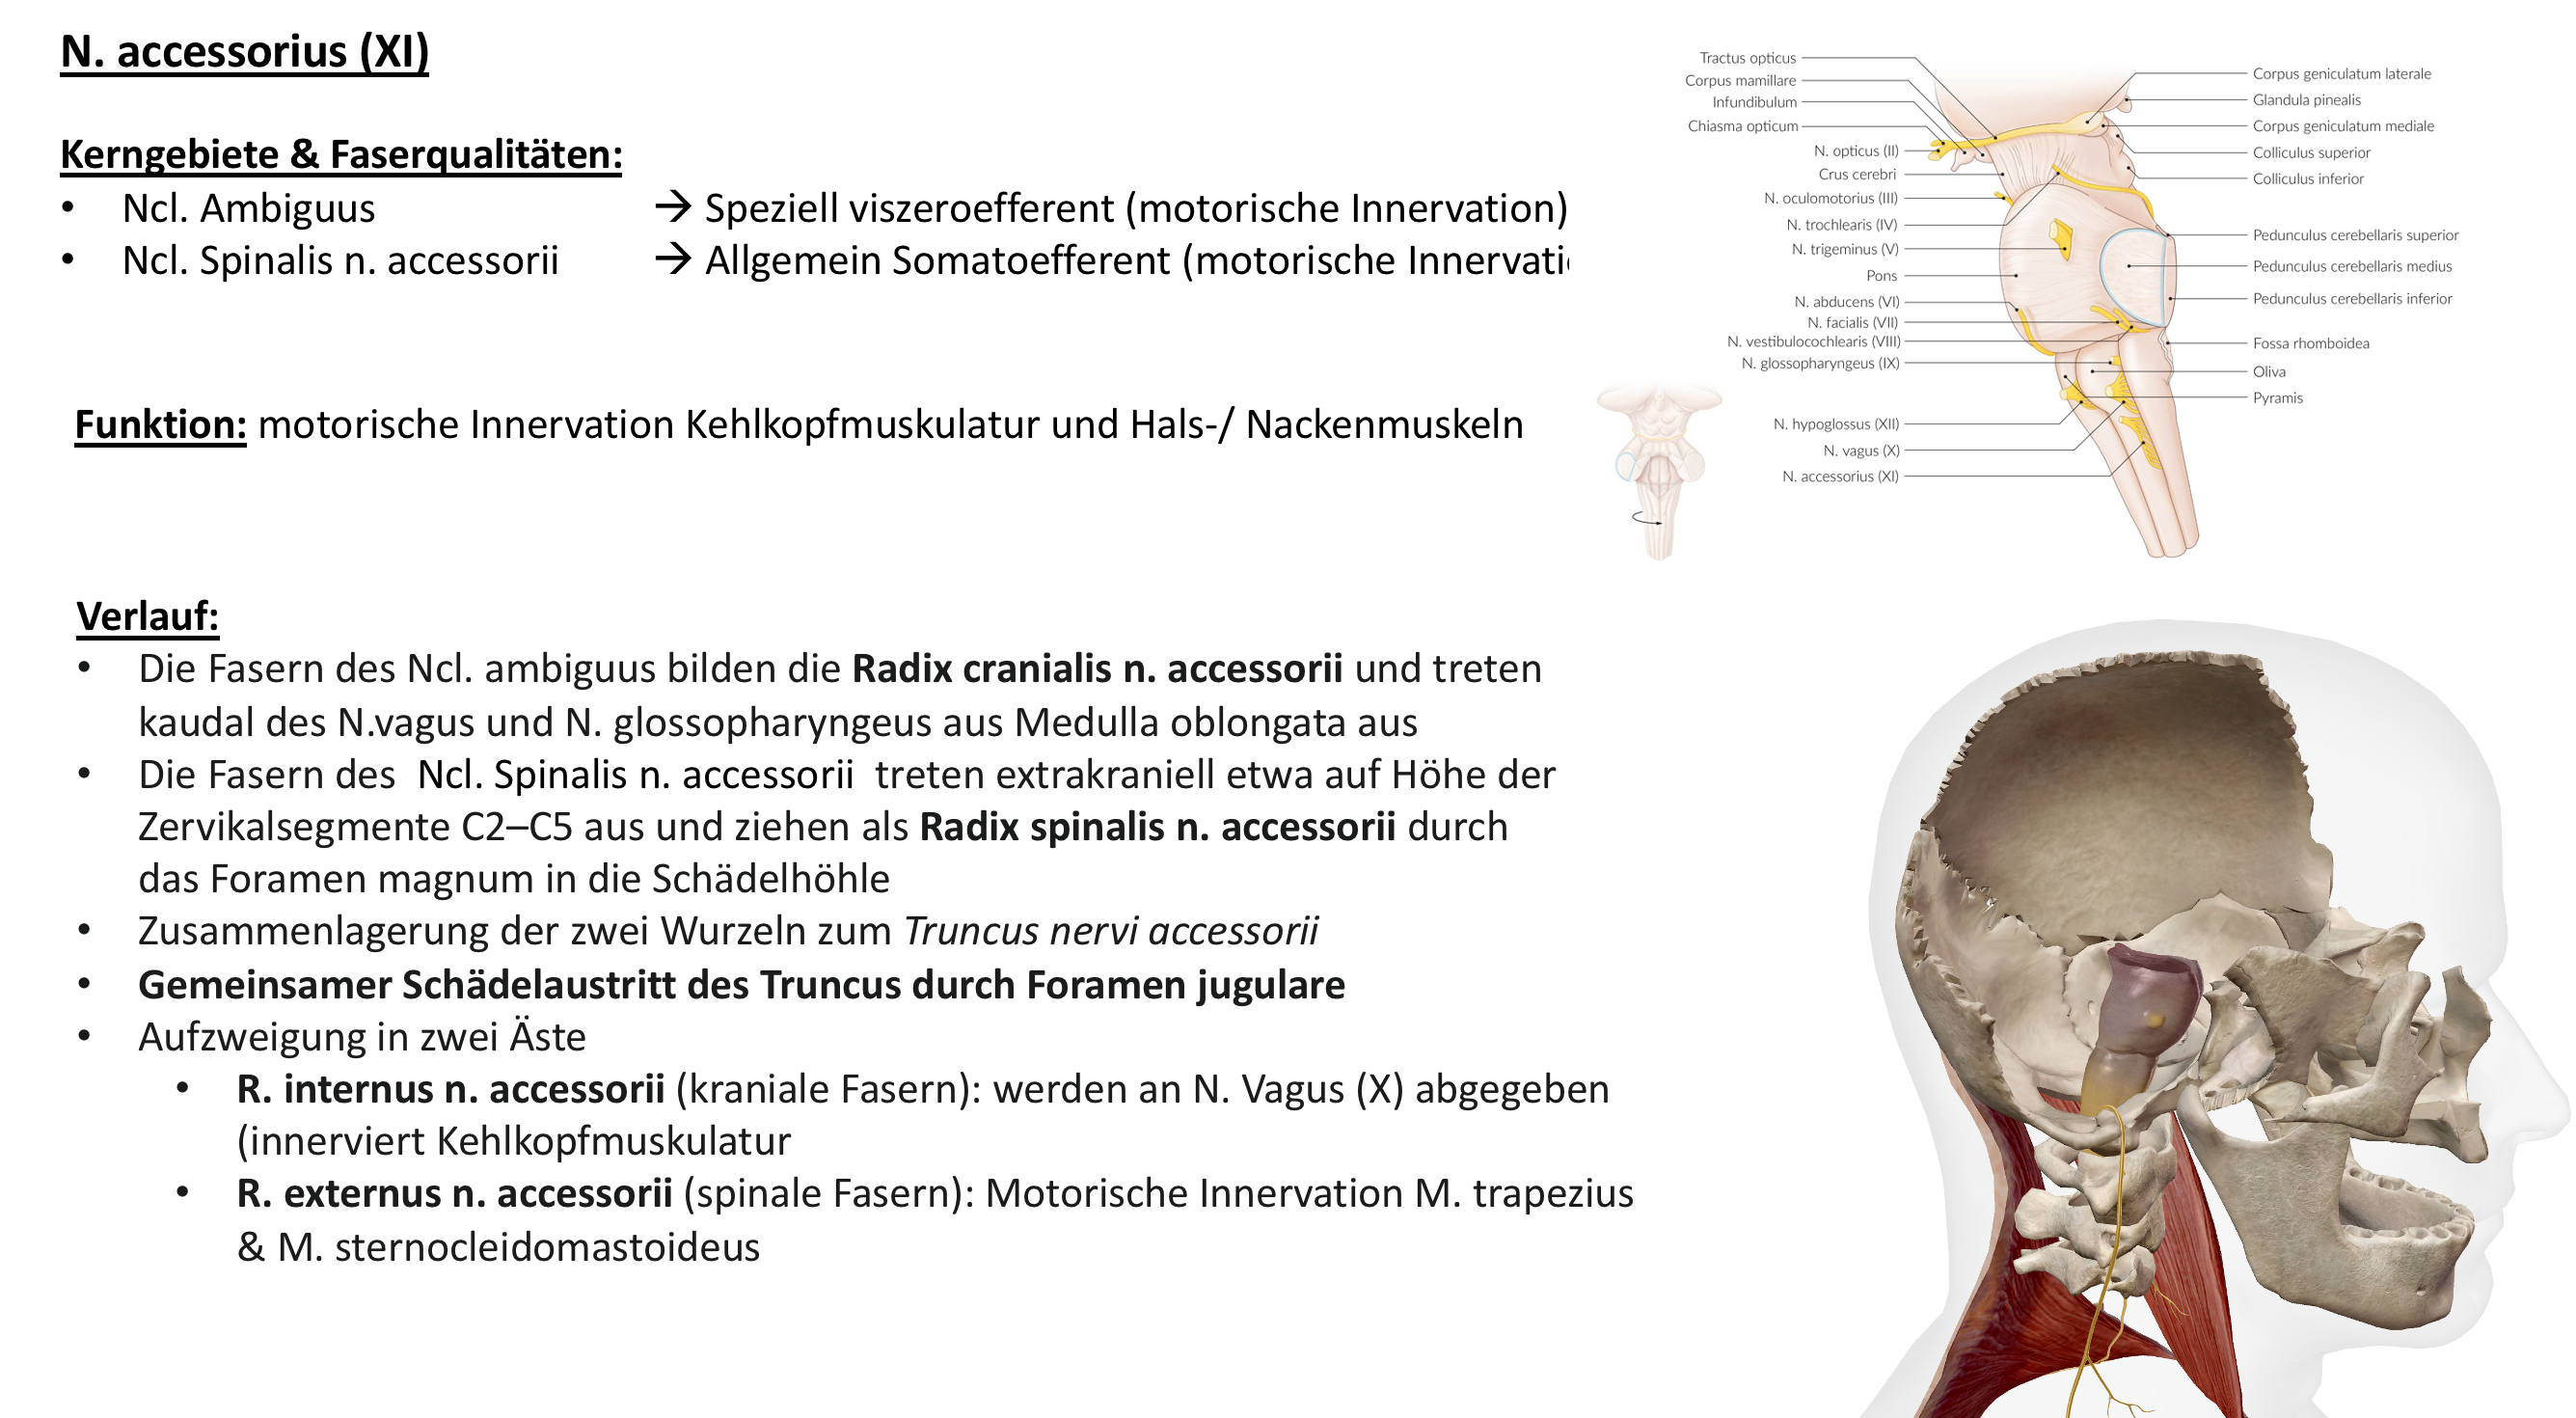 N. accessorius (XI)
Kerngebiete & Faserqualitäten:
• Ncl. Ambiguus → Speziell viszeroefferent (motorische Innervation)
• Ncl. Spinalis n. accessorii → Allgemein Somatoefferent (motorische Innervati
Funktion: motorische Innervation Kehlkopfmuskulatur und Hals-/ Nackenmuskeln
Verlauf:
• Die Fasern des Ncl. ambiguus bilden die Radix cranialis n. accessorii und treten
kaudal des N.vagus und N. glossopharyngeus aus Medulla oblongata aus
• Die Fasern des Ncl. Spinalis n. accessorii treten extrakraniell etwa auf Höhe der
Zervikalsegmente C2–C5 aus und ziehen als Radix spinalis n. accessorii durch
das Foramen magnum in die Schädelhöhle
• Zusammenlagerung der zwei Wurzeln zum Truncus nervi accessorii
• Gemeinsamer Schädelaustritt des Truncus durch Foramen jugulare
• Aufzweigung in zwei Äste
• R. internus n. accessorii (kraniale Fasern): werden an N. Vagus (X) abgegeben
(innerviert Kehlkopfmuskulatur
• R. externus n. accessorii (spinale Fasern): Motorische Innervation M. trapezius
& M. sternocleidomastoideus
Tractus opticus
Corpus mamillare
Infundibulum
Chiasma opticum
N. opticus (II)
Crus cerebri
N. oculomotorius (III)
N. trochlearis (IV)
N. trigeminus (V)
Pons
N. abducens (VI)
N. facialis (VII)
N. vestibulocochlearis (VIII)
N. glossopharyngeus (IX)
N. hypoglossus (XII)
N. vagus (X)
N. accessorius (XI)
Corpus geniculatum laterale
Glandula pinealis
Corpus geniculatum mediale
Colliculus superior
Colliculus inferior
Pedunculus cerebellaris superior
Pedunculus cerebellaris medius
Pedunculus cerebellaris inferior
Fossa rhomboidea
Oliva
Pyramis